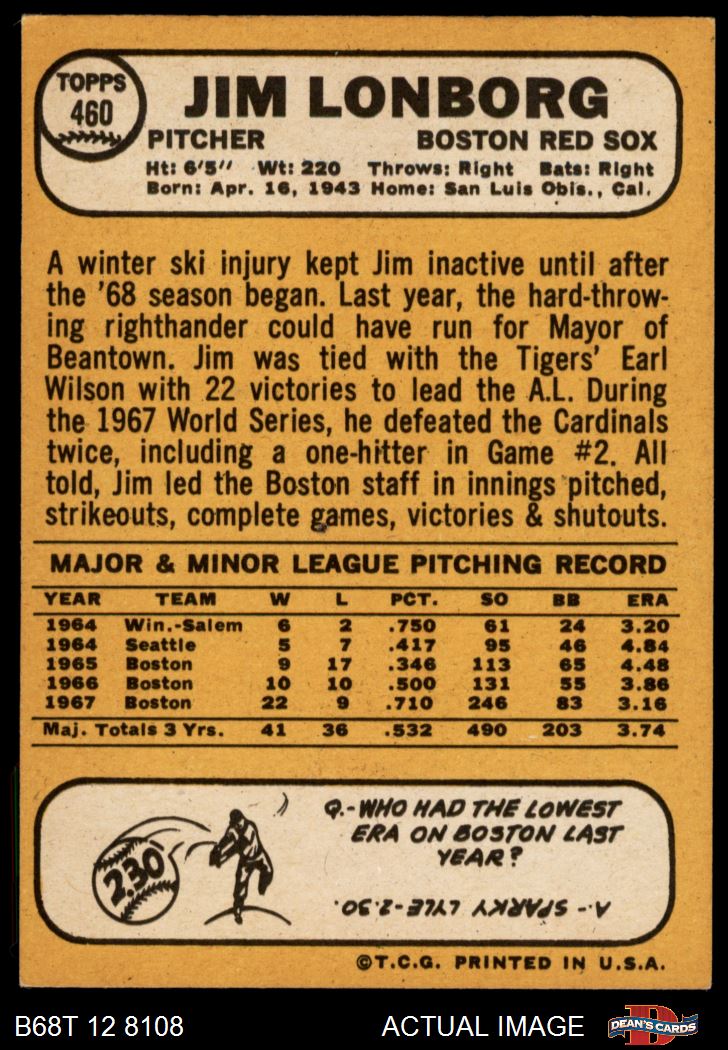 TOPPS
460
JIM LONBORG
PITCHER BOSTON RED SOX
Ht: 6'5" Wt: 220 Throws: Right Bats: Right
Born: Apr. 16, 1943 Home: San Luis Obis., Cal.
A winter ski injury kept Jim inactive until after
the '68 season began. Last year, the hard-throw-
ing righthander could have run for Mayor of
Beantown. Jim was tied with the Tigers' Earl
Wilson with 22 victories to lead the A.L. During
the 1967 World Series, he defeated the Cardinals
twice, including a one-hitter in Game #2. All
told, Jim led the Boston staff in innings pitched,
strikeouts, complete games, victories & shutouts.
MAJOR & MINOR LEAGUE PITCHING RECORD
YEAR TEAM W L PCT. SO BB ERA
1964 Win.-Salem 6 2 .750 61 24 3.20
1964 Seattle 5 7 .417 95 46 4.84
1965 Boston 9 17 .346 113 65 4.48
1966 Boston 10 10 .500 131 55 3.86
1967 Boston 22 9 .710 246 83 3.16
Maj. Totals 3 Yrs. 41 36 .532 490 203 3.74
2.30
Q.-WHO HAD THE LOWEST
ERA ON BOSTON LAST
YEAR?
A-SPARKY LYLE-2.30.
©T.C.G. PRINTED IN U.S.A.
B68T 12 8108 ACTUAL IMAGE
D
DEAN'S CARDS